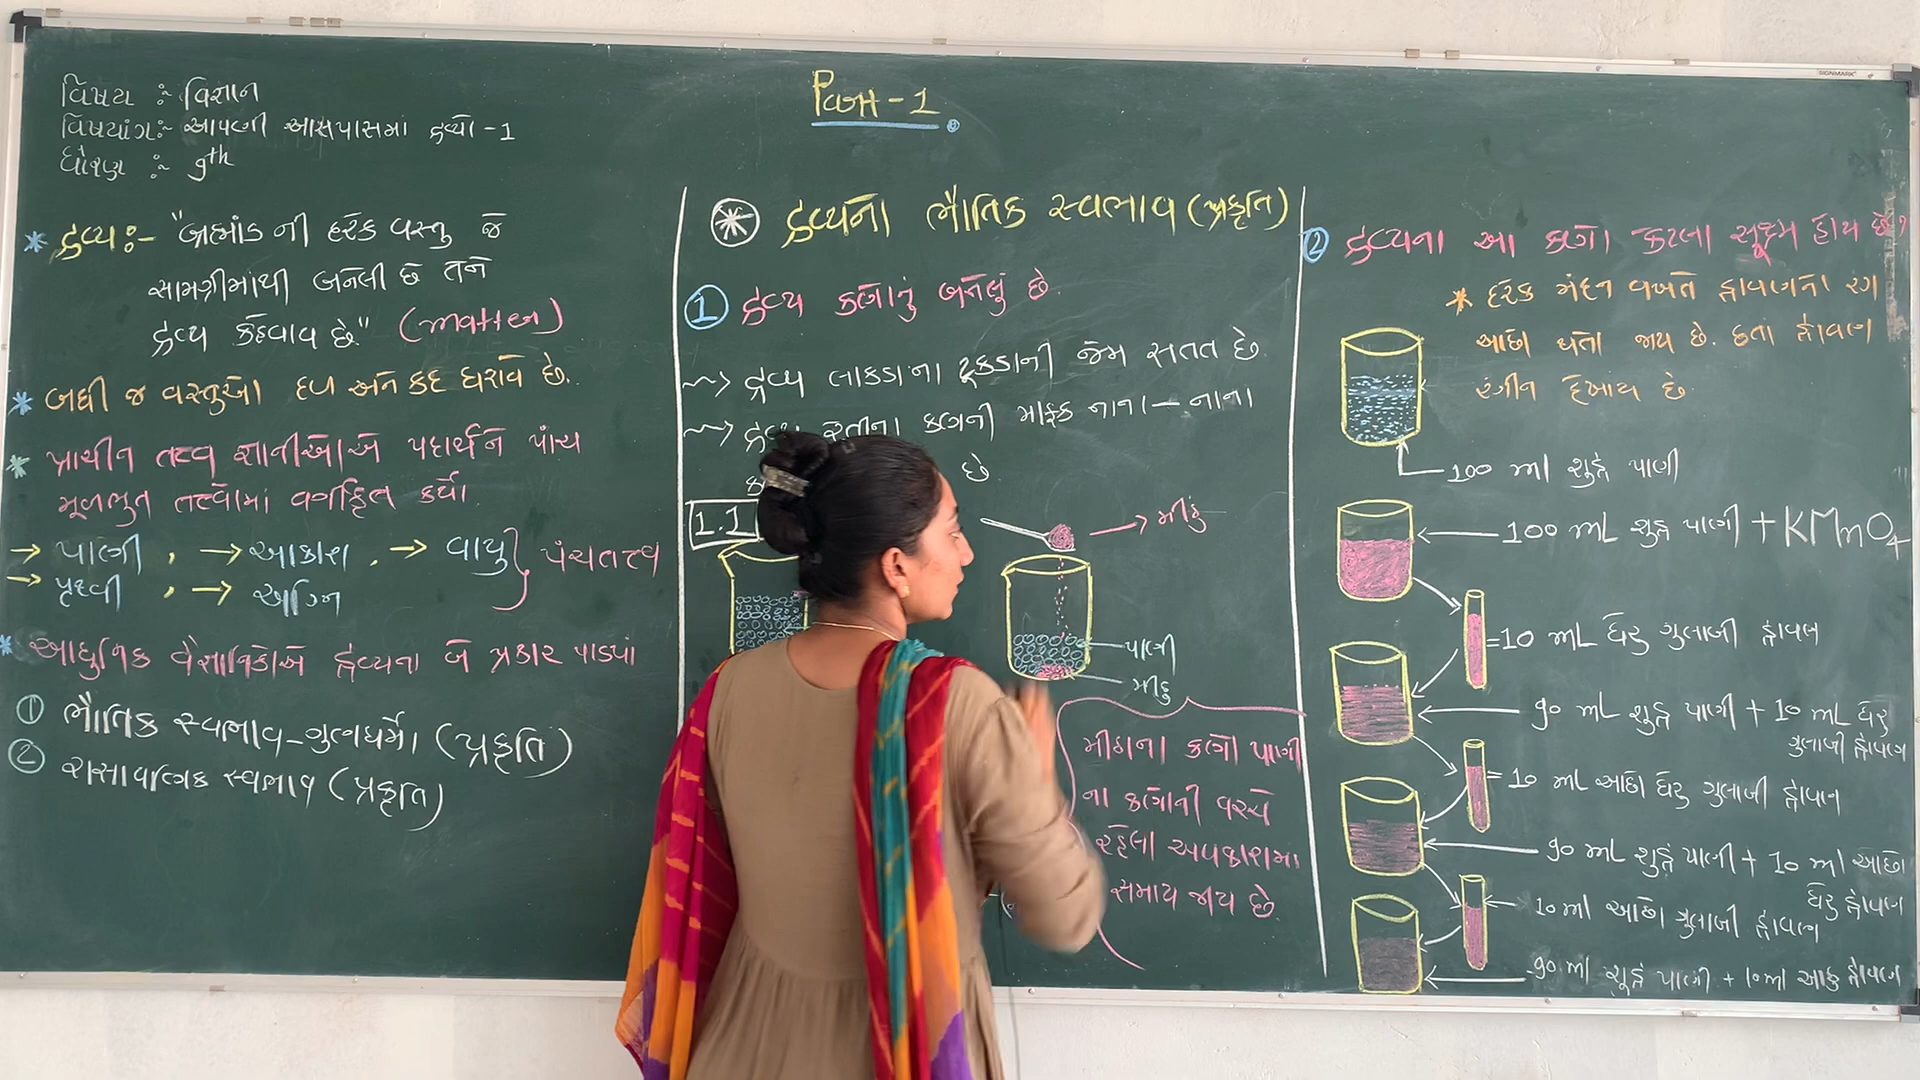 Part-1
વિષય : વિજ્ઞાન
વિષયાંગ:- આપણી આસપાસમાં દ્રવ્યો -1
ધોરણ :- 9th
* દ્રવ્ય:- "બ્રહ્માંડ ની દરેક વસ્તુ જે
સામગ્રીમાંથી બનેલી છે તેને
દ્રવ્ય કહેવાય છે" (matter)
* બધી જ વસ્તુઓ દળ અને કદ ધરાવે છે.
* પ્રાચીન તત્વ જ્ઞાનીઓએ પદાર્થને પાંચ
મૂળભુત તત્વોમાં વર્ગીકૃત કર્યા
→ પાણી , → આકાશ , → વાયુ } પંચતત્વ
→ પૃથ્વી , → અગ્નિ
* આધુનિક વૈજ્ઞાનિકોએ દ્રવ્યના બે પ્રકાર પાડયાં
① ભૌતિક સ્વભાવ-ગુણધર્મો (પ્રકૃતિ)
② રાસાયણિક સ્વભાવ (પ્રકૃતિ)
* દ્રવ્યનો ભૌતિક સ્વભાવ (પ્રકૃતિ)
① દ્રવ્ય કણોનું બનેલું છે.
⇝ દ્રવ્ય લાકડાના ટૂકડાની જેમ સતત છે.
⇝ દ્રવ્ય રેતીના કણની માફક નાના-નાના
છે
1.1
→ મીઠું
પાણી
મીઠુ
મીઠાના કણો પાણી
ના કણોની વચ્ચે
રહેલા અવકાશમાં
સમાય જાય છે.
② દ્રવ્યના આ કણો કેટલા સૂક્ષ્મ હોય છે?
* દરેક મંદન વખતે દ્રાવણનો રંગ
આછો થતો જાય છે. છતા દ્રાવણ
રંગીન દેખાય છે.
100 ml શુદ્ધ પાણી
100 mL શુદ્ધ પાણી + KMnO4
=10 mL ઘેરુ ગુલાબી દ્રાવણ
90 mL શુદ્ધ પાણી + 10 mL ઘેરુ
ગુલાબી દ્રાવણ
=10 mL આછો ઘેરુ ગુલાબી દ્રાવણ
90 mL શુદ્ધ પાણી + 10 ml આછો
ઘેરુ દ્રાવણ
10 ml આછો ગુલાબી દ્રાવણ
90 ml શુદ્ધ પાણી + 10 ml આછુ દ્રાવણ
SIGNMARK